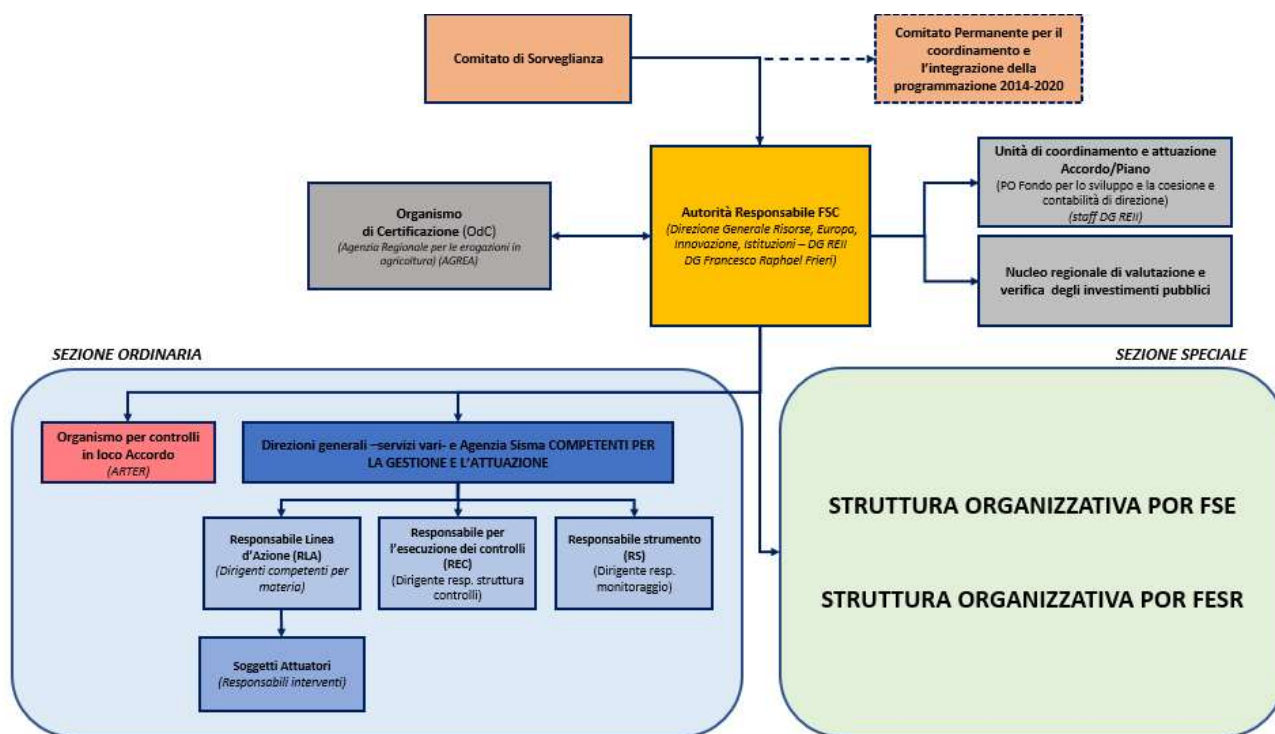 Comitato di Sorveglianza
Comitato Permanente per il
coordinamento e
l'integrazione della
programmazione 2014-2020
Unità di coordinamento e attuazione
Accordo/Piano
(PO Fondo per lo sviluppo e la coesione e
contabilità di direzione)
(staff DG REII)
Organismo
di Certificazione (OdC)
(Agenzia Regionale per le erogazioni in
agricoltura) (AGREA)
Autorità Responsabile FSC
(Direzione Generale Risorse, Europa,
Innovazione, Istituzioni – DG REII
DG Francesco Raphael Frieri)
Nucleo regionale di valutazione e
verifica degli investimenti pubblici
SEZIONE ORDINARIA
SEZIONE SPECIALE
Organismo per controlli
in loco Accordo
(ARTER)
Direzioni generali –servizi vari- e Agenzia Sisma COMPETENTI PER
LA GESTIONE E L'ATTUAZIONE
Responsabile Linea
d'Azione (RLA)
(Dirigenti competenti per
materia)
Responsabile per
l'esecuzione dei controlli
(REC)
(Dirigente resp. struttura
controlli)
Responsabile strumento
(RS)
(Dirigente resp.
monitoraggio)
Soggetti Attuatori
(Responsabili interventi)
STRUTTURA ORGANIZZATIVA POR FSE
STRUTTURA ORGANIZZATIVA POR FESR